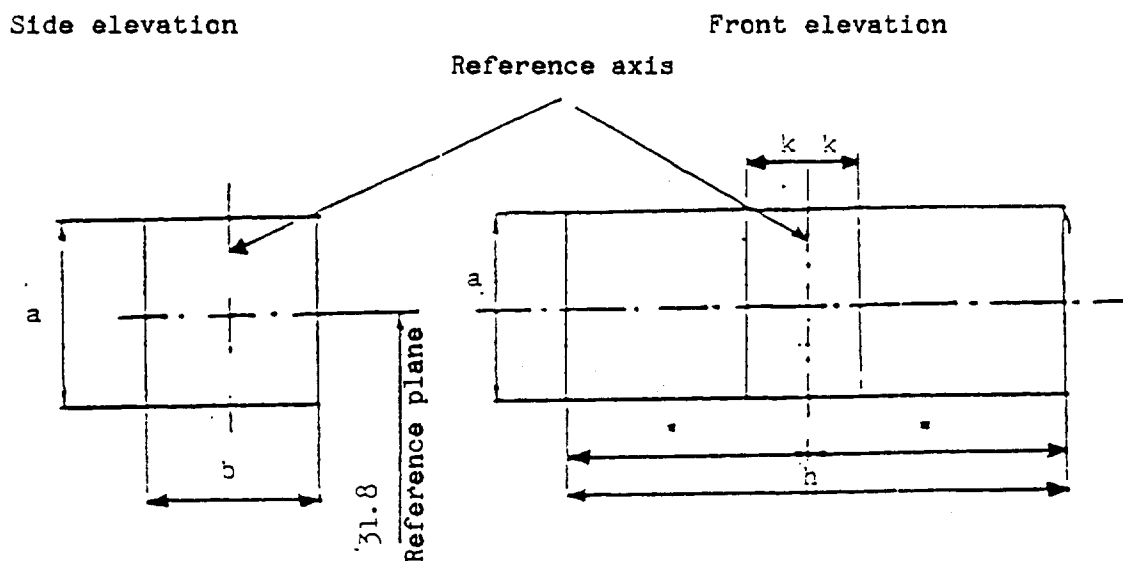 Side elevation
Front elevation
Reference axis
k k
a
a
Reference plane
31.8
h